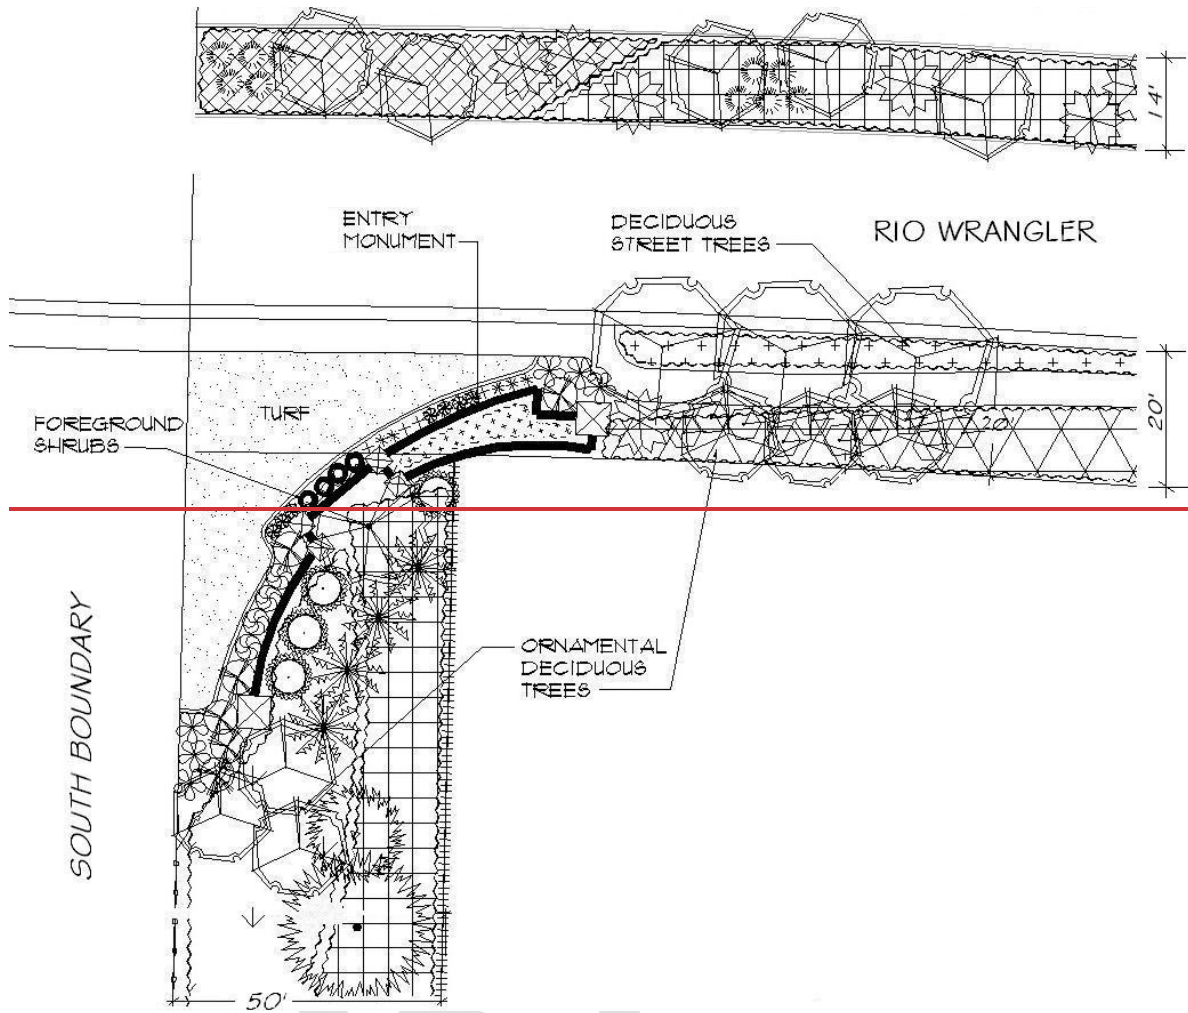 14'
ENTRY
MONUMENT
DECIDUOUS
STREET TREES
RIO WRANGLER
FOREGROUND
SHRUBS
TURF
20'
20'
SOUTH BOUNDARY
ORNAMENTAL
DECIDUOUS
TREES
50'